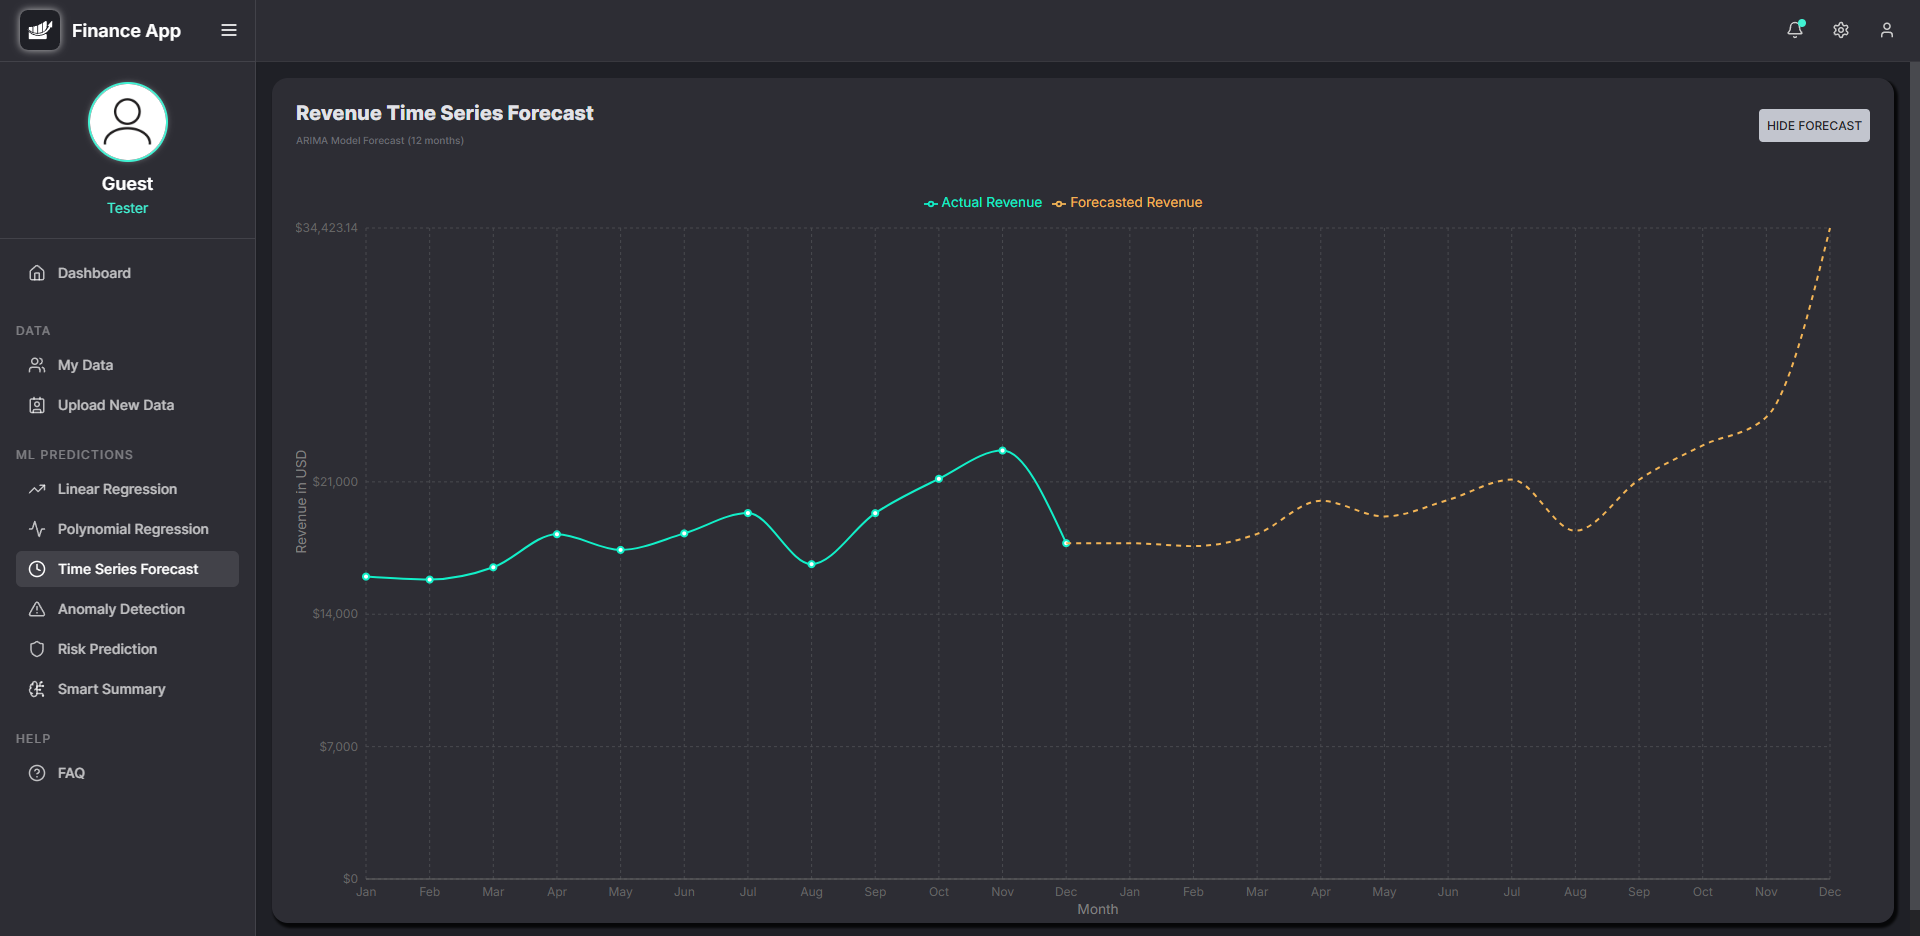 Finance App
Guest
Tester
Dashboard
DATA
My Data
Upload New Data
ML PREDICTIONS
Linear Regression
Polynomial Regression
Time Series Forecast
Anomaly Detection
Risk Prediction
Smart Summary
HELP
FAQ
Revenue Time Series Forecast
ARIMA Model Forecast (12 months)
HIDE FORECAST
Actual Revenue Forecasted Revenue
$34,423.14
$21,000
$14,000
$7,000
$0
Revenue in USD
Jan Feb Mar Apr May Jun Jul Aug Sep Oct Nov Dec Jan Feb Mar Apr May Jun Jul Aug Sep Oct Nov Dec
Month